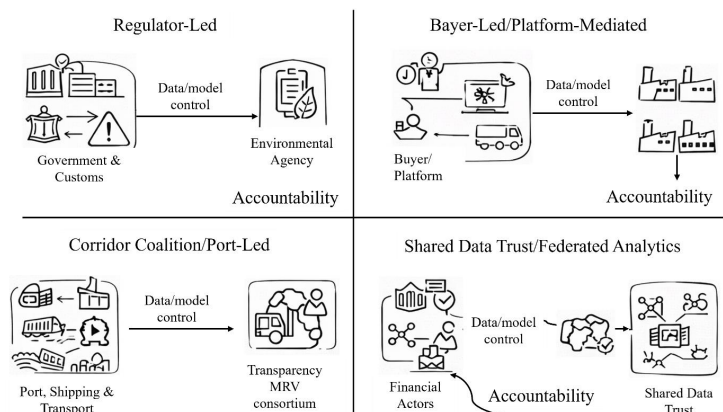 Regulator-Led
Data/model
control
Government &
Customs
Environmental
Agency
Accountability
Bayer-Led/Platform-Mediated
Data/model
control
Buyer/
Platform
Accountability
Corridor Coalition/Port-Led
Data/model
control
Port, Shipping &
Transport
Transparency
MRV
consortium
Shared Data Trust/Federated Analytics
Data/model
control
Financial
Actors
Accountability
Shared Data
Trust